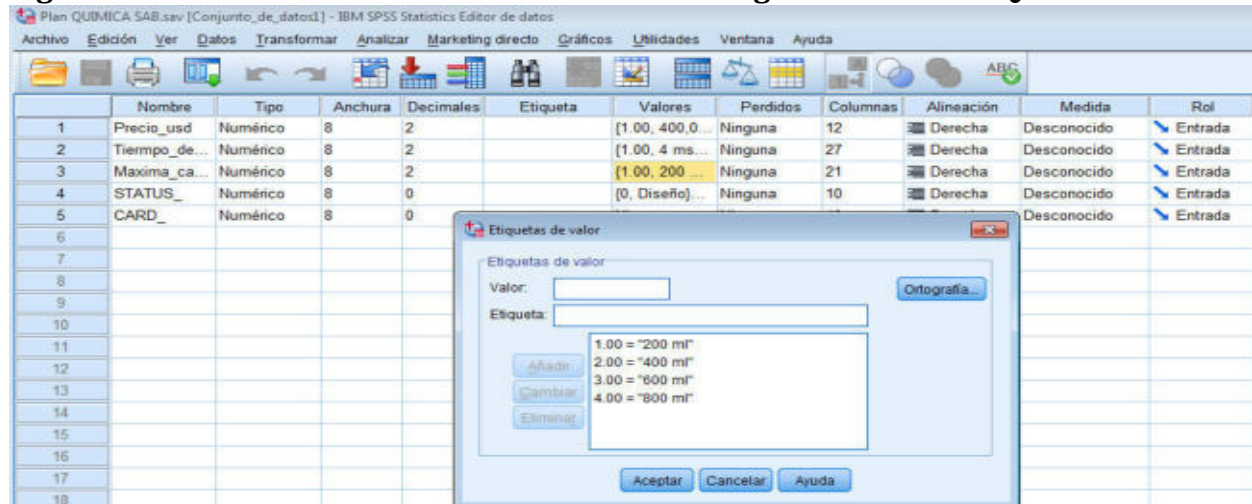 Plan QUIMICA SAB.sav [Conjunto_de_datos1] - IBM SPSS Statistics Editor de datos
Archivo Edición Ver Datos Transformar Analizar Marketing directo Gráficos Utilidades Ventana Ayuda
Nombre Tipo Anchura Decimales Etiqueta Valores Perdidos Columnas Alineación Medida Rol
1 Precio_usd Numérico 8 2 {1.00, 400,0... Ninguna 12 Derecha Desconocido Entrada
2 Tiermpo_de... Numérico 8 2 {1.00, 4 ms... Ninguna 27 Derecha Desconocido Entrada
3 Maxima_ca... Numérico 8 2 {1.00, 200 ... Ninguna 21 Derecha Desconocido Entrada
4 STATUS_ Numérico 8 0 {0, Diseño}... Ninguna 10 Derecha Desconocido Entrada
5 CARD_ Numérico 8 0 Desconocido Entrada
6
7
8
9
10
11
12
13
14
15
16
17
18
Etiquetas de valor
Etiquetas de valor
Valor:
Ortografía...
Etiqueta:
1.00 = "200 ml"
2.00 = "400 ml"
3.00 = "600 ml"
4.00 = "800 ml"
Añadir
Cambiar
Eliminar
Aceptar Cancelar Ayuda